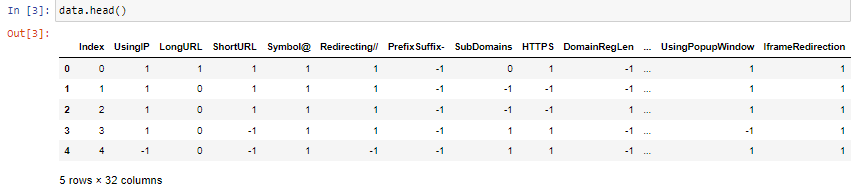 In [3]: data.head()
Out[3]:
Index UsingIP LongURL ShortURL Symbol@ Redirecting// PrefixSuffix- SubDomains HTTPS DomainRegLen ... UsingPopupWindow IframeRedirection
0 0 1 1 1 1 1 -1 0 1 -1 ... 1 1
1 1 1 0 1 1 1 -1 -1 -1 -1 ... 1 1
2 2 1 0 1 1 1 -1 -1 -1 1 ... 1 1
3 3 1 0 -1 1 1 -1 1 1 -1 ... -1 1
4 4 -1 0 -1 1 -1 -1 1 1 -1 ... 1 1
5 rows × 32 columns